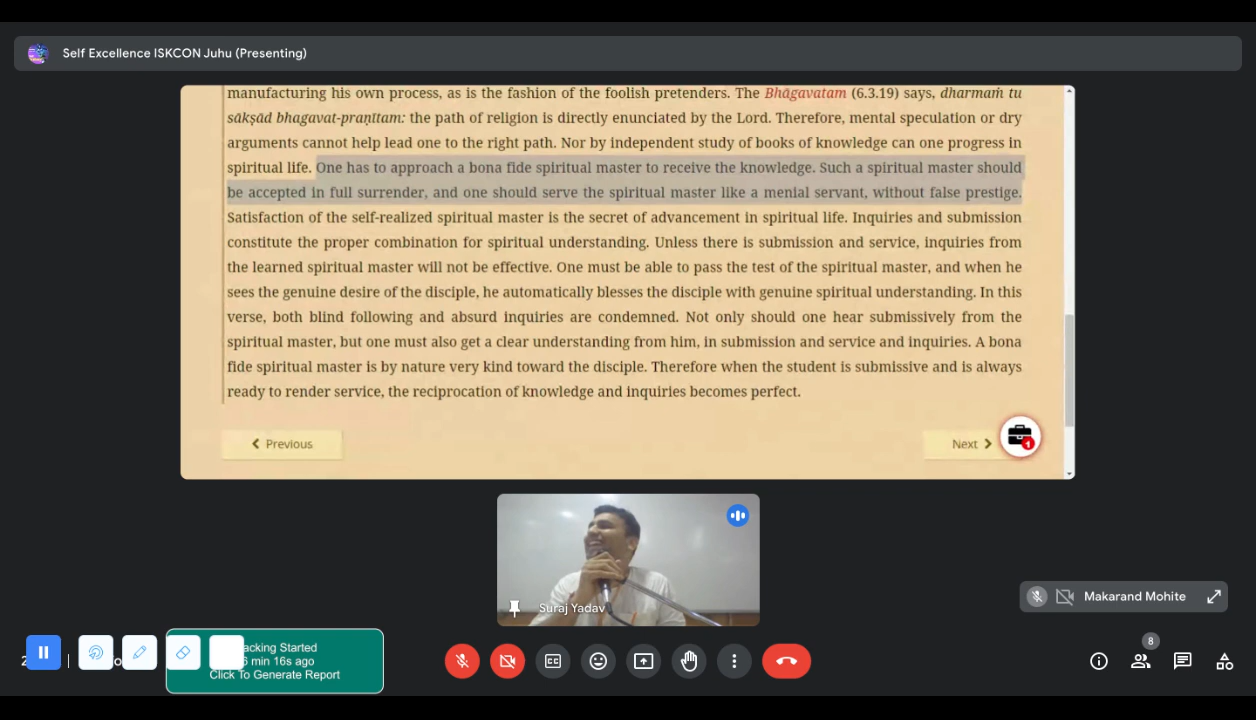 Self Excellence ISKCON Juhu (Presenting)
manufacturing his own process, as is the fashion of the foolish pretenders. The Bhāgavatam (6.3.19) says, dharmaṁ tu
sākṣād bhagavat-praṇītam: the path of religion is directly enunciated by the Lord. Therefore, mental speculation or dry
arguments cannot help lead one to the right path. Nor by independent study of books of knowledge can one progress in
spiritual life. One has to approach a bona fide spiritual master to receive the knowledge. Such a spiritual master should
be accepted in full surrender, and one should serve the spiritual master like a menial servant, without false prestige.
Satisfaction of the self-realized spiritual master is the secret of advancement in spiritual life. Inquiries and submission
constitute the proper combination for spiritual understanding. Unless there is submission and service, inquiries from
the learned spiritual master will not be effective. One must be able to pass the test of the spiritual master, and when he
sees the genuine desire of the disciple, he automatically blesses the disciple with genuine spiritual understanding. In this
verse, both blind following and absurd inquiries are condemned. Not only should one hear submissively from the
spiritual master, but one must also get a clear understanding from him, in submission and service and inquiries. A bona
fide spiritual master is by nature very kind toward the disciple. Therefore when the student is submissive and is always
ready to render service, the reciprocation of knowledge and inquiries becomes perfect.
Previous
Next
1
Suraj Yadav
Makarand Mohite
8
acking Started
min 16s ago
Click To Generate Report
CC